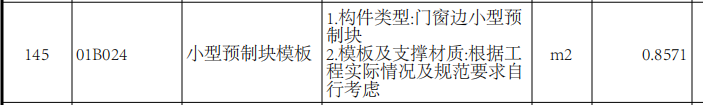 145 01B024 小型预制块模板 1.构件类型:门窗边小型预
制块
2.模板及支撑材质:根据工
程实际情况及规范要求自
行考虑 m2 0.8571